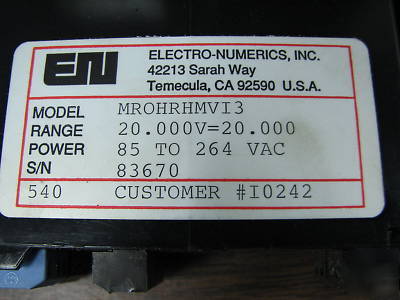 EN
ELECTRO-NUMERICS, INC.
42213 Sarah Way
Temecula, CA 92590 U.S.A.
MODEL MROHRHMVI3
RANGE 20.000V=20.000
POWER 85 TO 264 VAC
S/N 83670
540 CUSTOMER #I0242